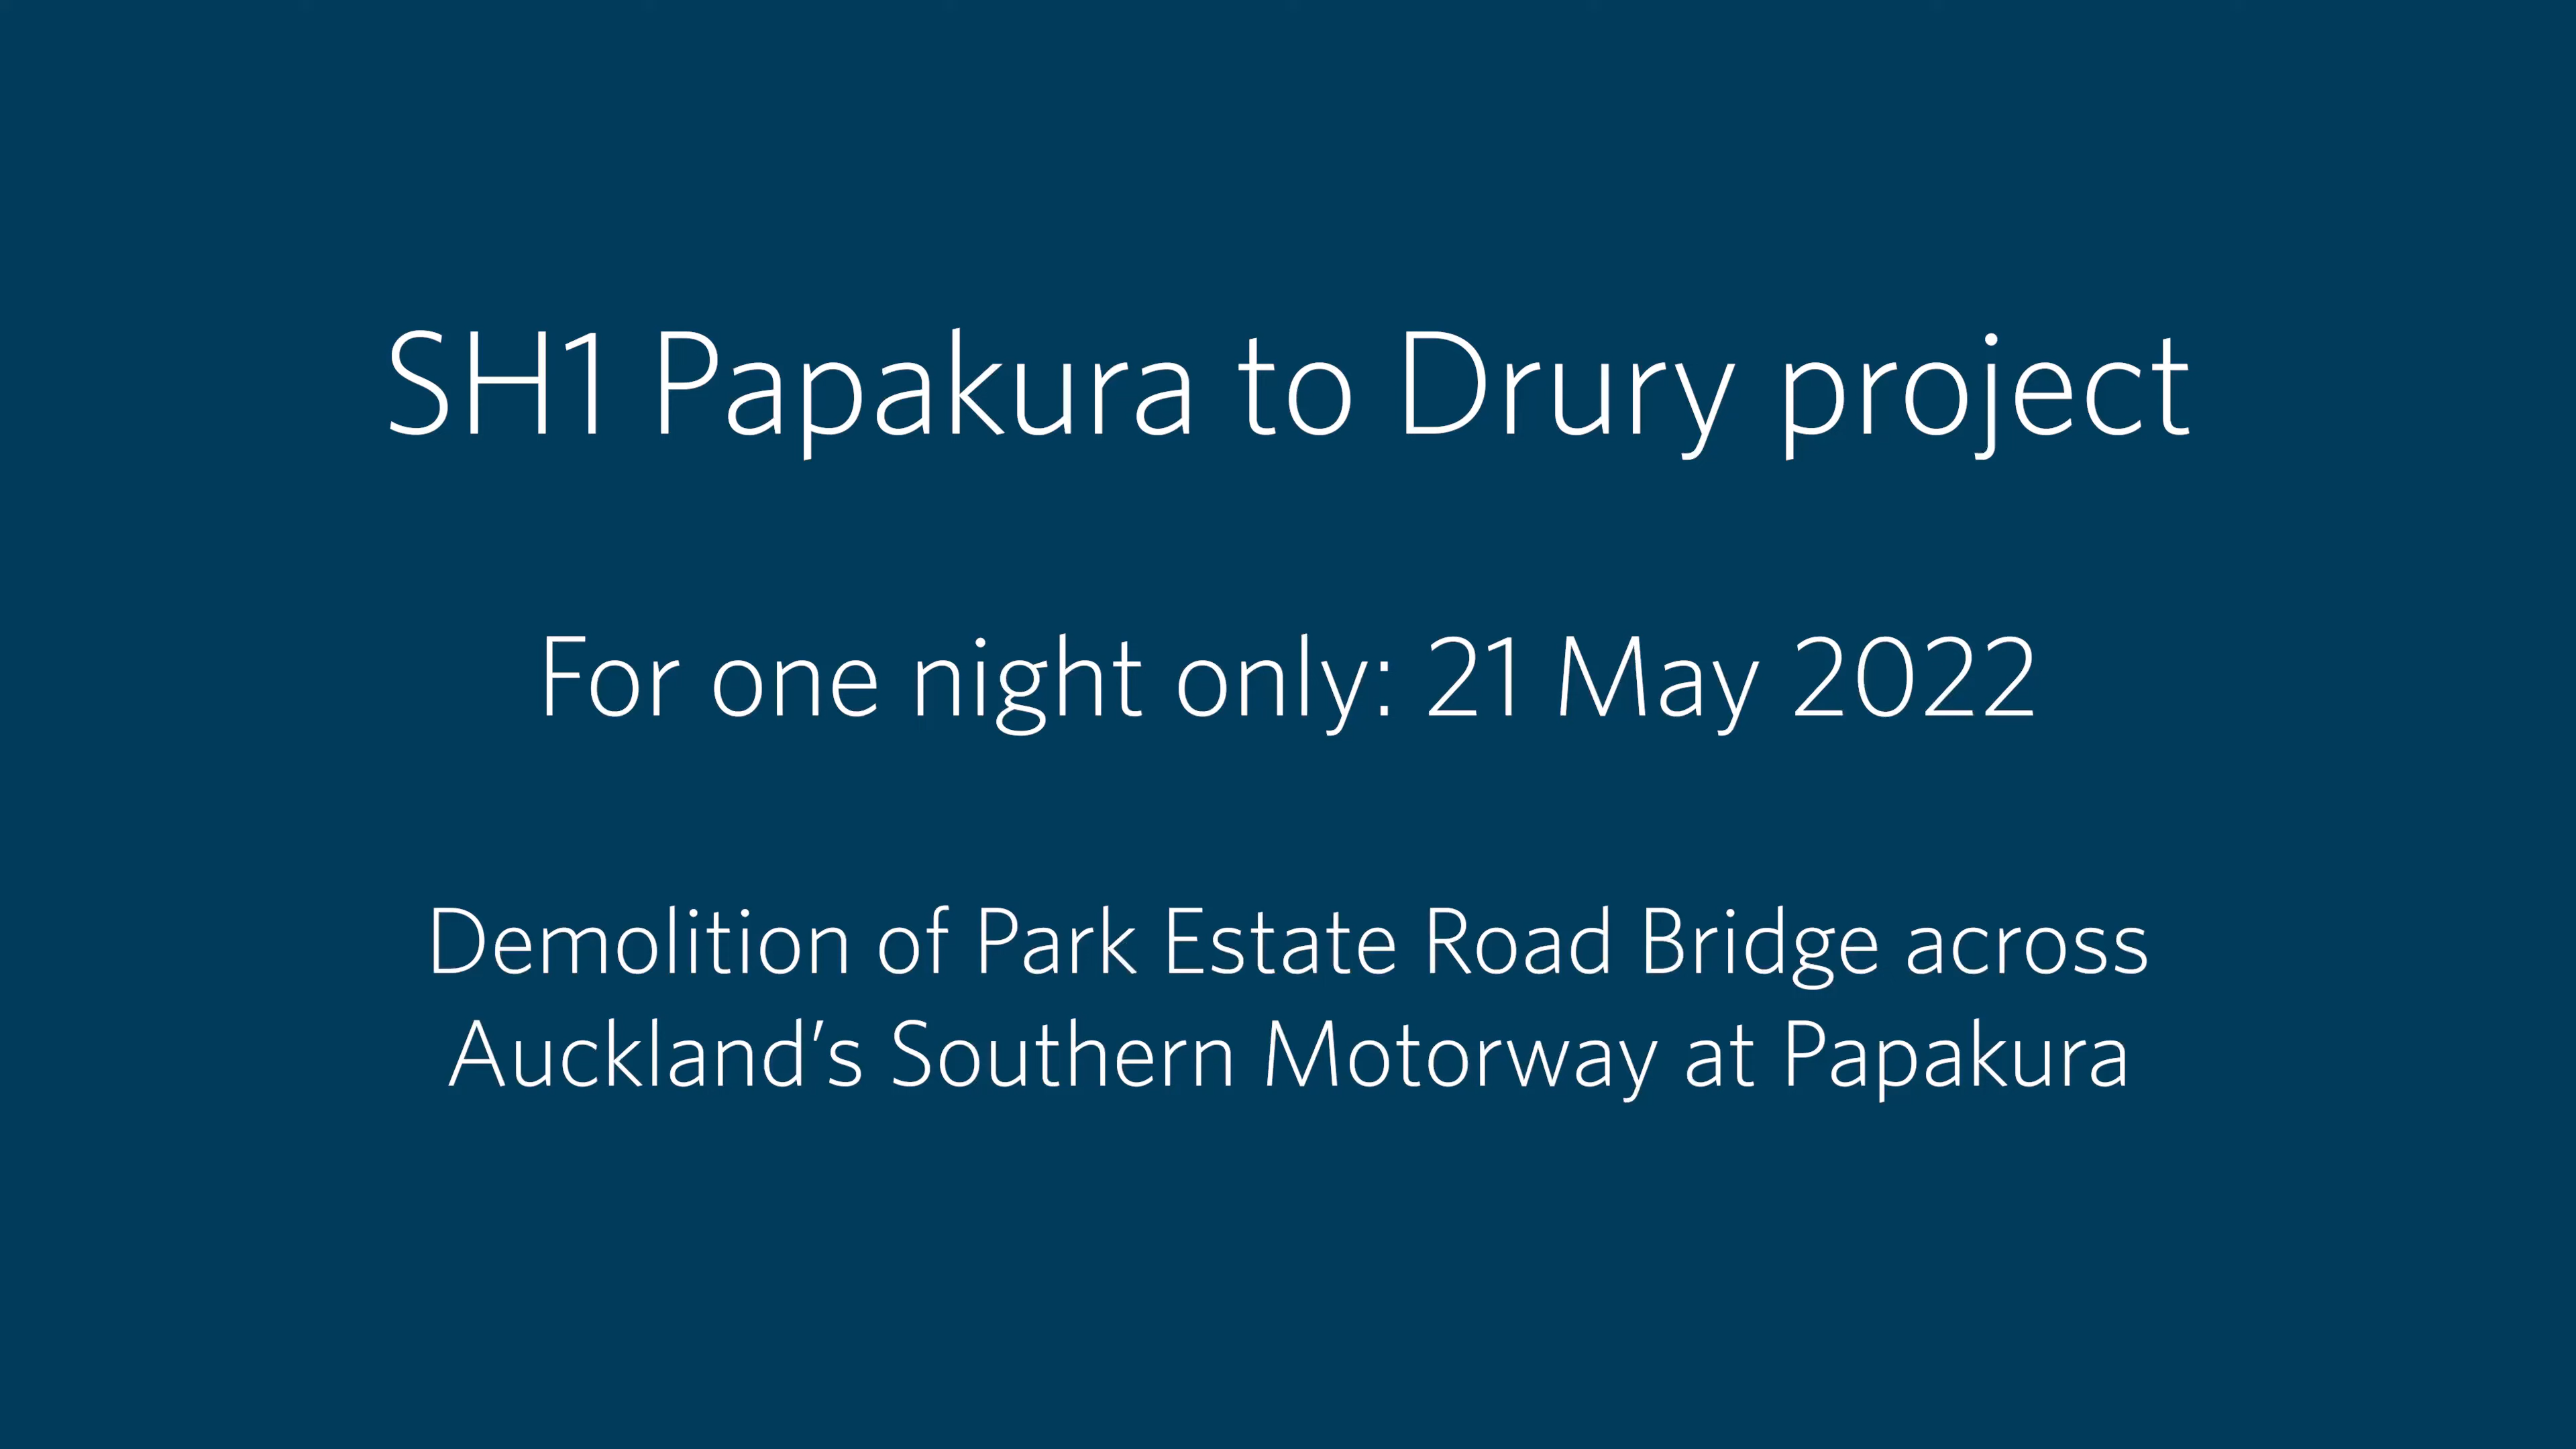 SH1 Papakura to Drury project
For one night only: 21 May 2022
Demolition of Park Estate Road Bridge across
Auckland’s Southern Motorway at Papakura